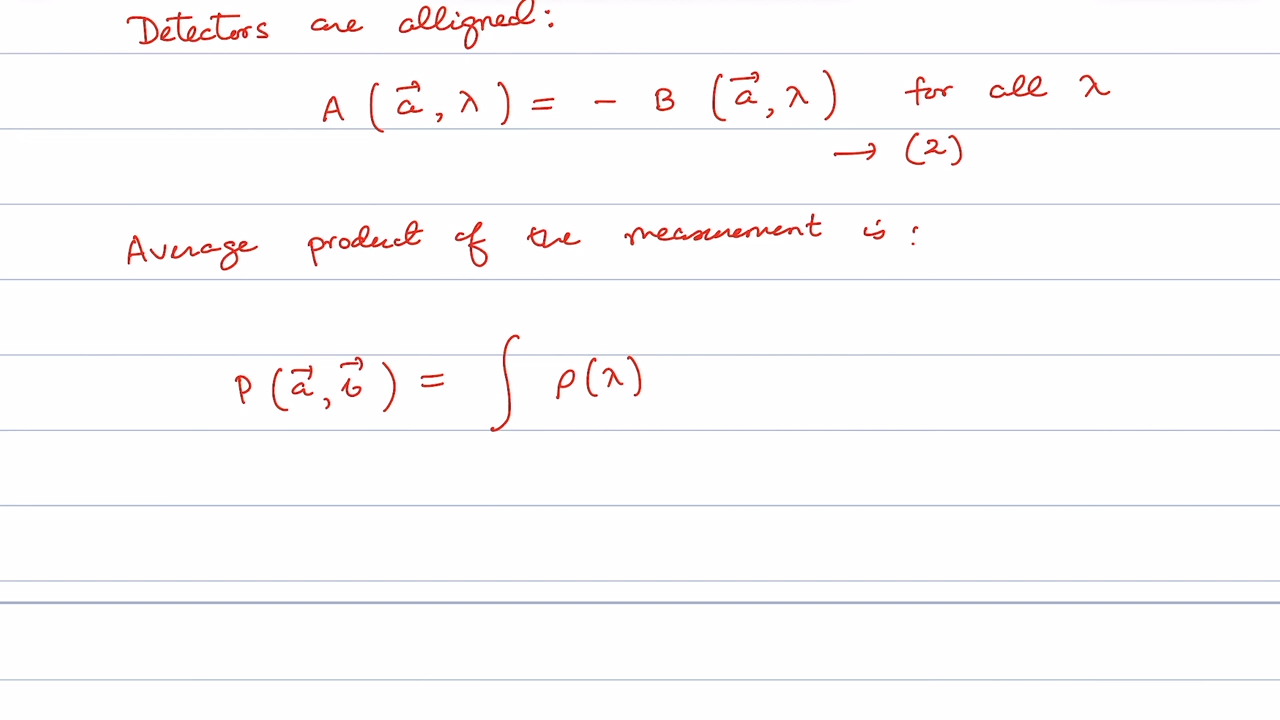 Detectors are alligned:
A (a⃗, λ) = - B (a⃗, λ) for all λ
→ (2)
Average product of the measurement is :
P (a⃗, b⃗) = ∫ ρ(λ)